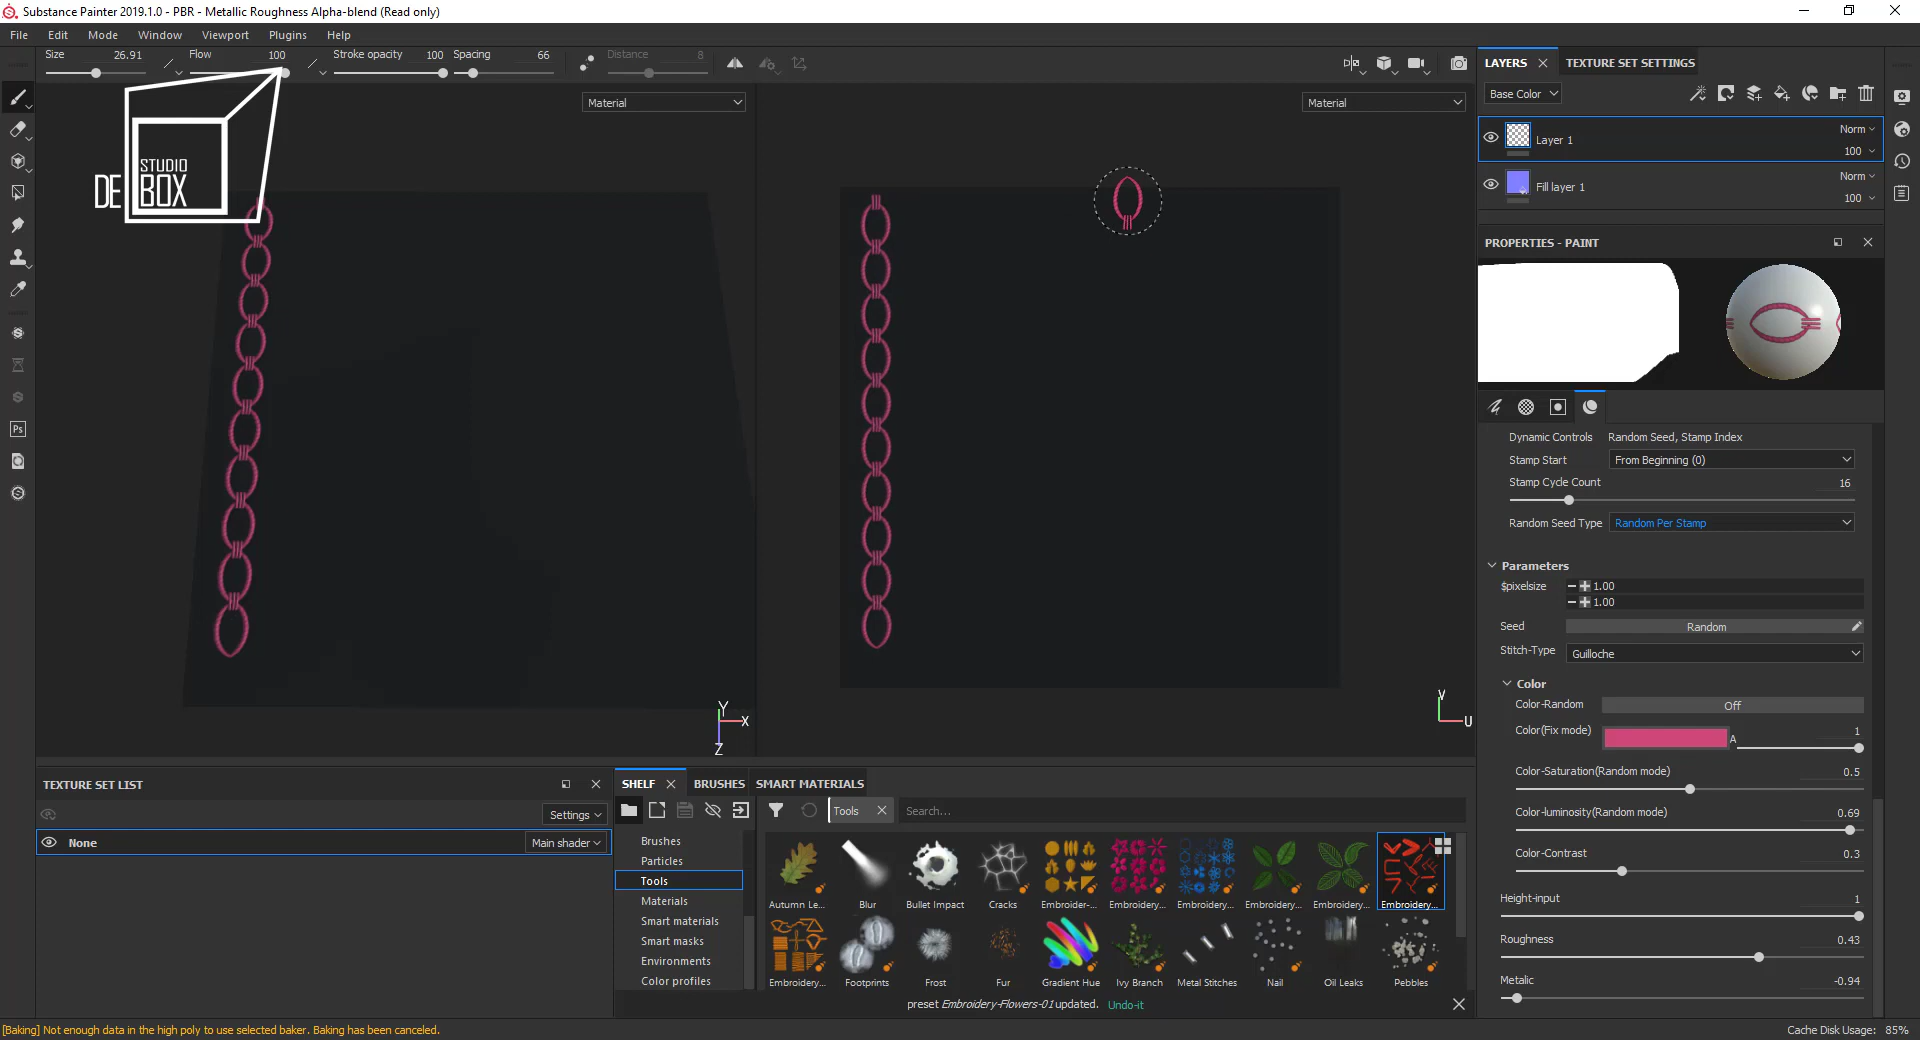 Substance Painter 2019.1.0 - PBR - Metallic Roughness Alpha-blend (Read only)
File Edit Mode Window Viewport Plugins Help
Size 26.91 Flow 100 Stroke opacity 100 Spacing 66 Distance 8
DE STUDIO BOX
Material
Material
LAYERS TEXTURE SET SETTINGS
Base Color
Layer 1 Norm 100
Fill layer 1 Norm 100
PROPERTIES - PAINT
Dynamic Controls Random Seed, Stamp Index
Stamp Start From Beginning (0)
Stamp Cycle Count 16
Random Seed Type Random Per Stamp
Parameters
$pixelsize 1.00
1.00
Seed Random
Stitch-Type Guilloche
Color
Color-Random Off
Color(Fix mode) A 1
Color-Saturation(Random mode) 0.5
Color-luminosity(Random mode) 0.69
Color-Contrast 0.3
Height-input 1
Roughness 0.43
Metalic -0.94
Ps
Y X Z
V U
TEXTURE SET LIST
Settings
None Main shader
SHELF BRUSHES SMART MATERIALS
Tools Search...
Brushes
Particles
Tools
Materials
Smart materials
Smart masks
Environments
Color profiles
Autumn Le... Blur Bullet Impact Cracks Embroider-... Embroidery... Embroidery... Embroidery... Embroidery... Embroidery...
Embroidery... Footprints Frost Fur Gradient Hue Ivy Branch Metal Stitches Nail Oil Leaks Pebbles
preset Embroidery-Flowers-01 updated. Undo-it
[Baking] Not enough data in the high poly to use selected baker. Baking has been canceled.
Cache Disk Usage: 85%